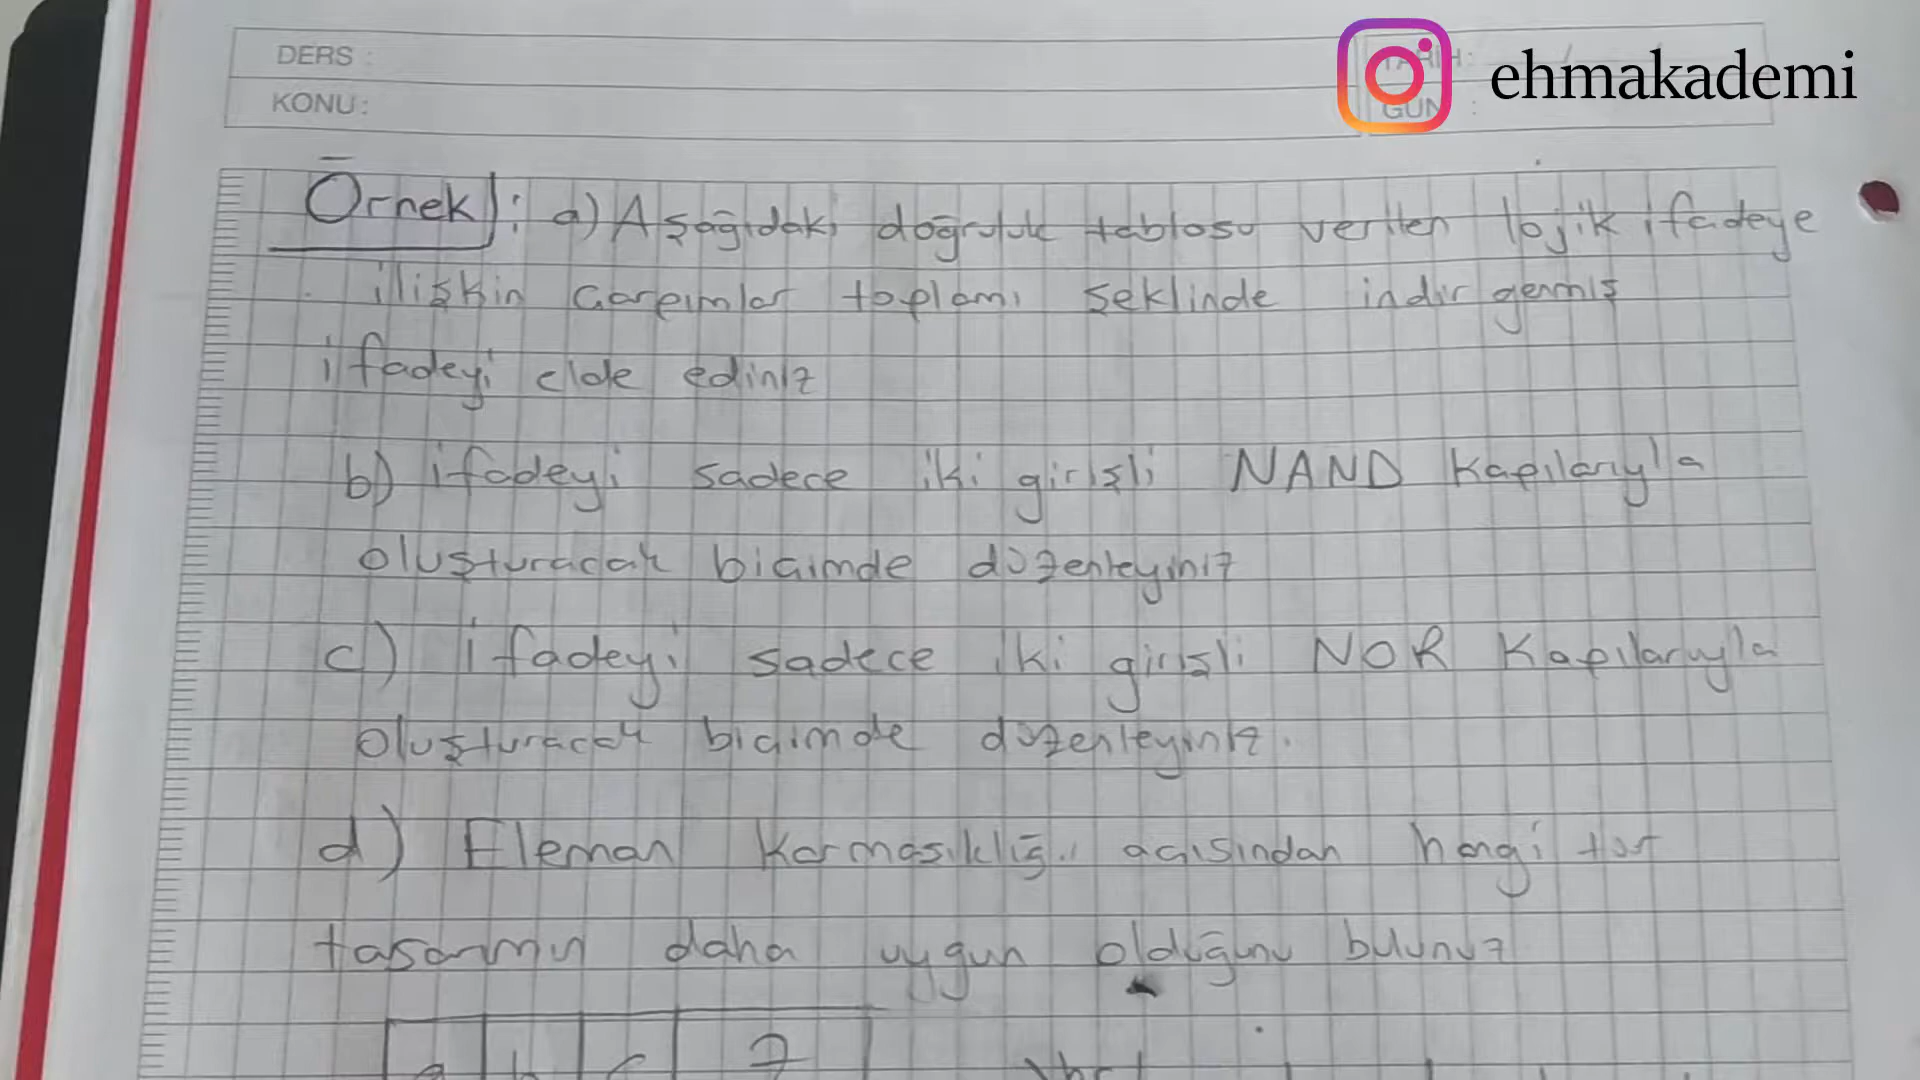 DERS :
KONU :
ehmakademi
Örnek): a) Aşağıdaki doğruluk tablosu verilen lojik ifadeye
ilişkin Çarpımlar toplamı şeklinde indirgenmiş
ifadeyi elde ediniz
b) ifadeyi sadece iki girişli NAND kapılarıyla
oluşturacak biçimde düzenleyiniz
c) ifadeyi sadece iki girişli NOR Kapılarıyla
oluşturacak biçimde düzenleyiniz.
d) Eleman Karmaşıklığı açısından hangi tür
tasarımın daha uygun olduğunu bulunuz
a b c Z